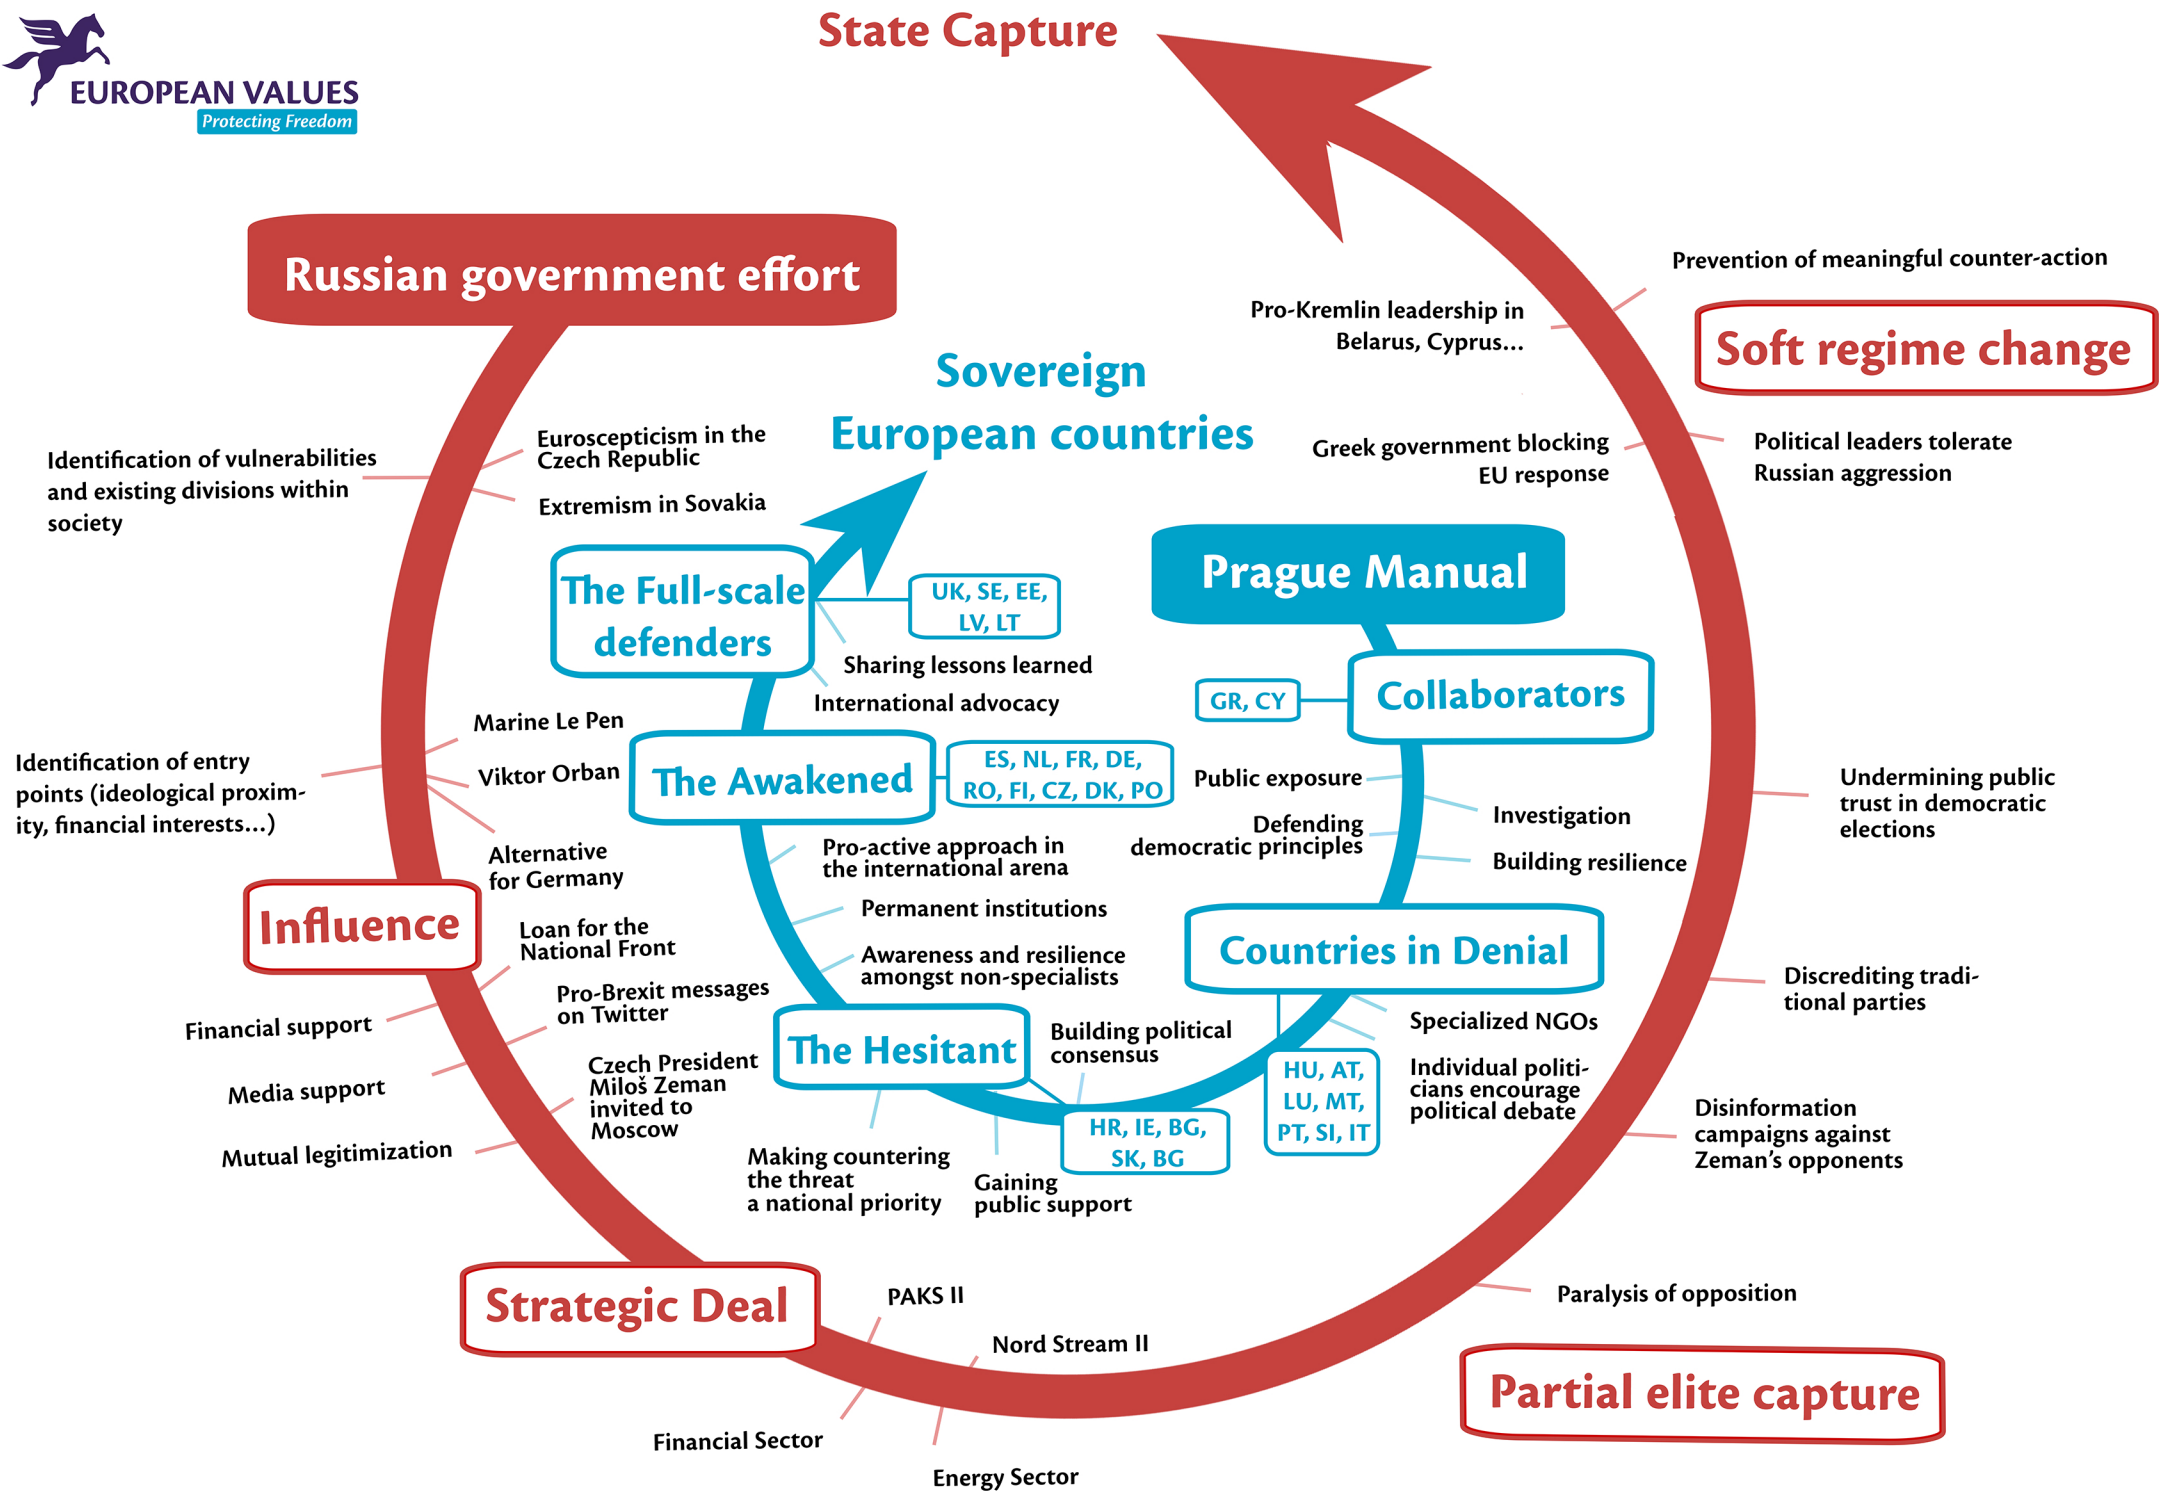 State Capture
EUROPEAN VALUES
Protecting Freedom
Russian government effort
Prevention of meaningful counter-action
Pro-Kremlin leadership in
Belarus, Cyprus...
Soft regime change
Sovereign
European countries
Greek government blocking
EU response
Political leaders tolerate
Russian aggression
Identification of vulnerabilities
and existing divisions within
society
Euroscepticism in the
Czech Republic
Extremism in Sovakia
The Full-scale
defenders
UK, SE, EE,
LV, LT
Sharing lessons learned
International advocacy
Prague Manual
Collaborators
GR, CY
Marine Le Pen
Viktor Orban
Alternative
for Germany
Identification of entry
points (ideological proxim-
ity, financial interests...)
The Awakened
ES, NL, FR, DE,
RO, FI, CZ, DK, PO
Public exposure
Defending
democratic principles
Investigation
Building resilience
Undermining public
trust in democratic
elections
Pro-active approach in
the international arena
Permanent institutions
Awareness and resilience
amongst non-specialists
Influence
Loan for the
National Front
Pro-Brexit messages
on Twitter
Czech President
Miloš Zeman
invited to
Moscow
Financial support
Media support
Mutual legitimization
Countries in Denial
Discrediting tradi-
tional parties
Specialized NGOs
Individual politi-
cians encourage
political debate
HU, AT,
LU, MT,
PT, SI, IT
The Hesitant
Building political
consensus
HR, IE, BG,
SK, BG
Making countering
the threat
a national priority
Gaining
public support
Disinformation
campaigns against
Zeman's opponents
Strategic Deal
PAKS II
Nord Stream II
Financial Sector
Energy Sector
Paralysis of opposition
Partial elite capture